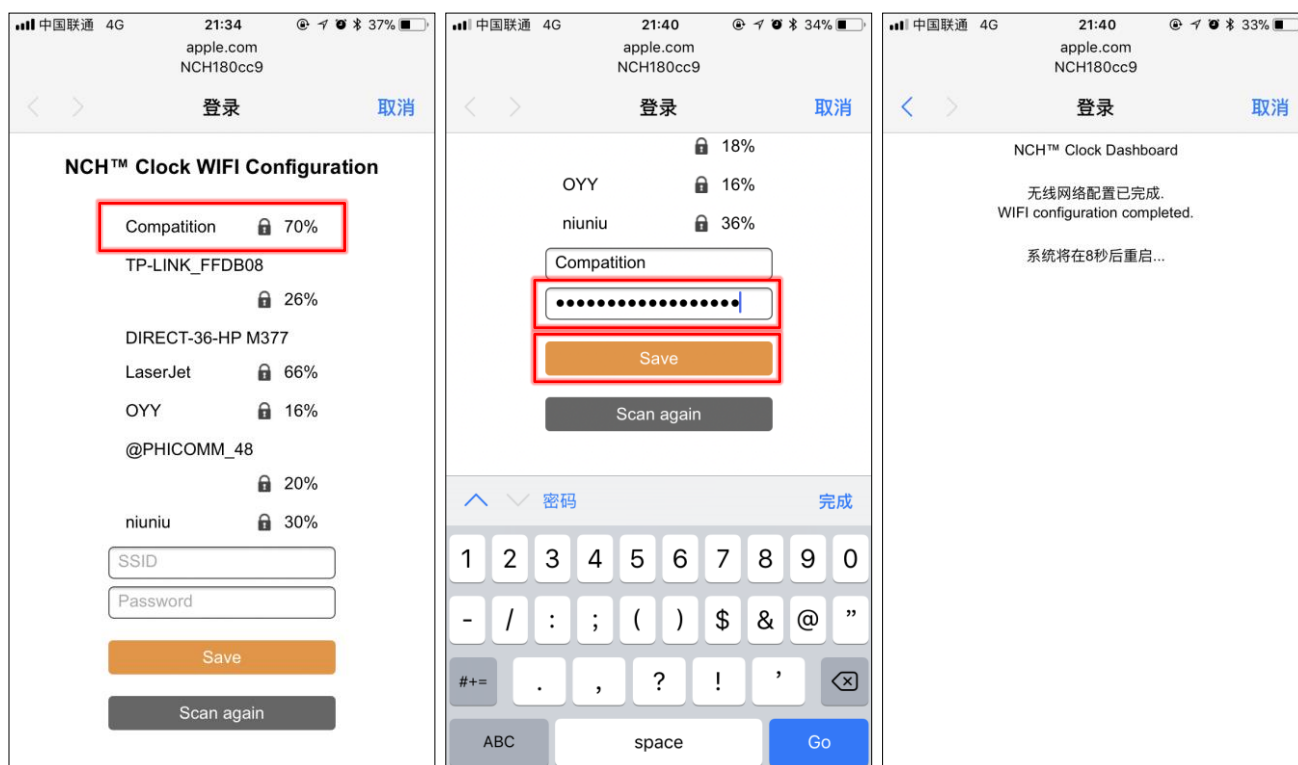 中国联通 4G 21:34 37%
apple.com
NCH180cc9
登录 取消
NCH™ Clock WIFI Configuration
Compatition 70%
TP-LINK_FFDB08
26%
DIRECT-36-HP M377
LaserJet 66%
OYY 16%
@PHICOMM_48
20%
niuniu 30%
SSID
Password
Save
Scan again
中国联通 4G 21:40 34%
apple.com
NCH180cc9
登录 取消
18%
OYY 16%
niuniu 36%
Compatition
••••••••••••••••••
Save
Scan again
密码 完成
1 2 3 4 5 6 7 8 9 0
- / : ; ( ) $ & @ ”
#+= . , ? ! ’
ABC space Go
中国联通 4G 21:40 33%
apple.com
NCH180cc9
登录 取消
NCH™ Clock Dashboard
无线网络配置已完成.
WIFI configuration completed.
系统将在8秒后重启...